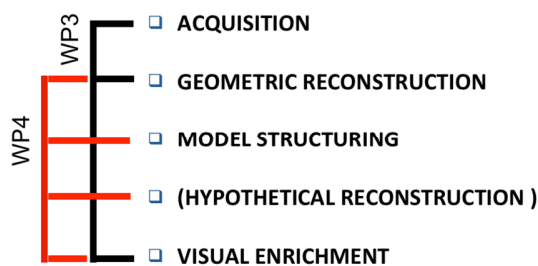 WP3
WP4
ACQUISITION
GEOMETRIC RECONSTRUCTION
MODEL STRUCTURING
(HYPOTHETICAL RECONSTRUCTION )
VISUAL ENRICHMENT